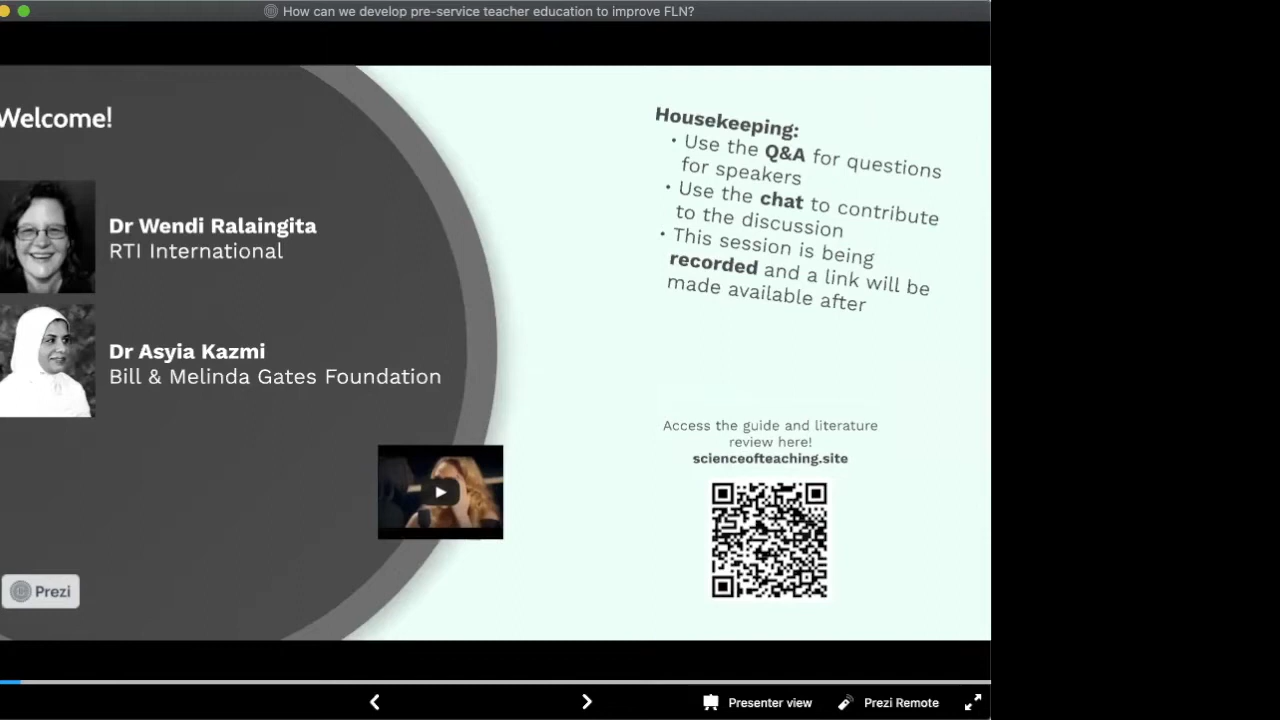 How can we develop pre-service teacher education to improve FLN?
Welcome!
Dr Wendi Ralaingita
RTI International
Dr Asyia Kazmi
Bill & Melinda Gates Foundation
Housekeeping:
• Use the Q&A for questions
for speakers
• Use the chat to contribute
to the discussion
• This session is being
recorded and a link will be
made available after
Access the guide and literature
review here!
scienceofteaching.site
Prezi
Presenter view
Prezi Remote